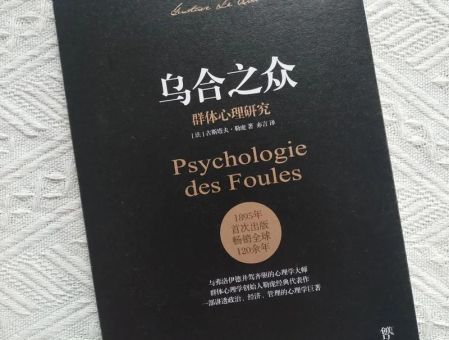 乌合之众
群体心理研究
[法] 古斯塔夫·勒庞 著 亦言 译
Psychologie
des Foules
1895年
首次出版
畅销全球
120余年
与弗洛伊德并驾齐驱的心理学大师
群体心理学创始人勒庞经典代表作
一部讲透政治、经济、管理的心理学巨著